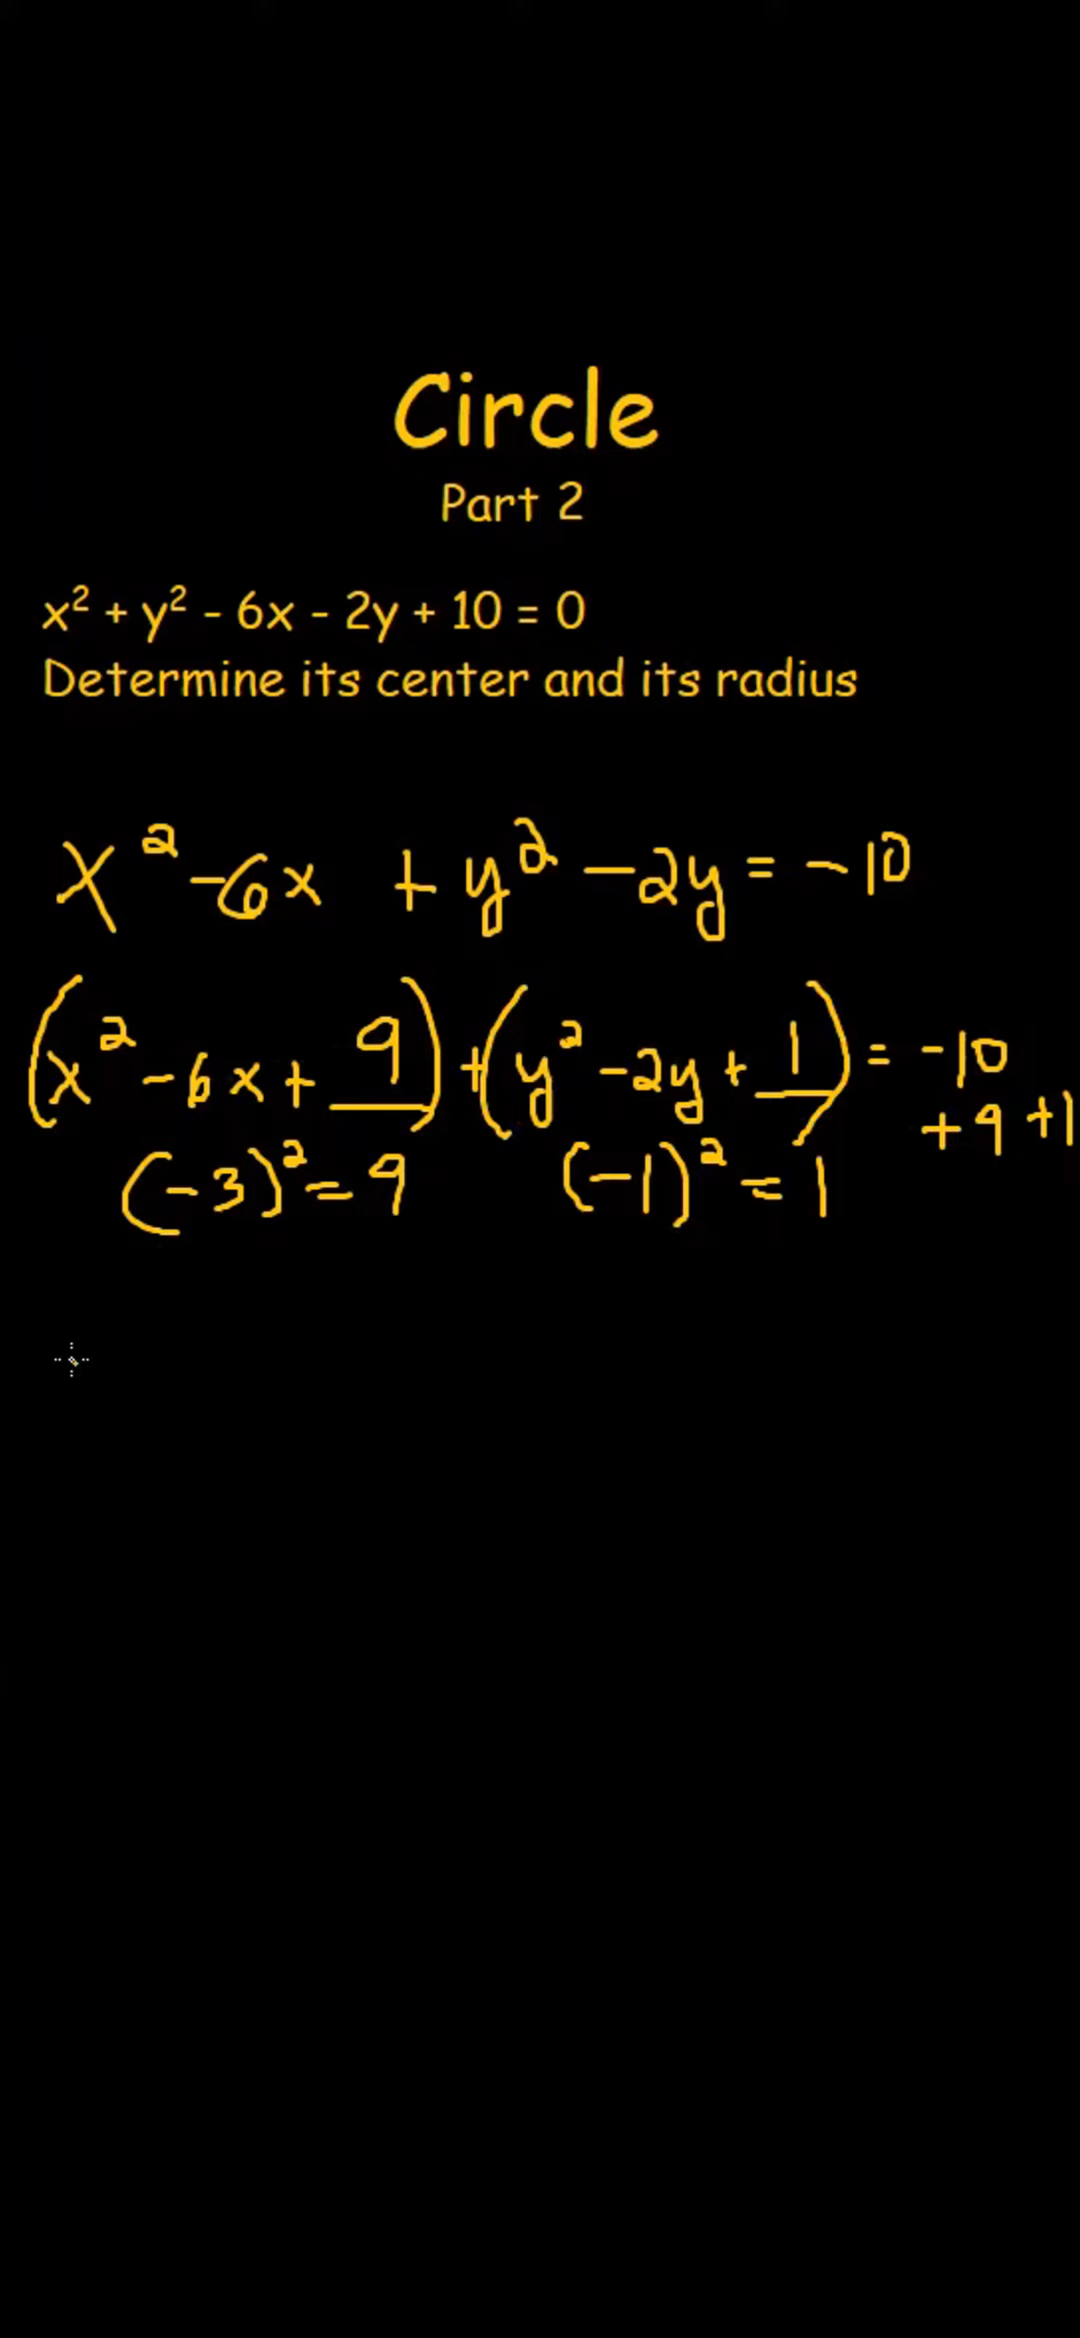 Circle
Part 2
x² + y² - 6x - 2y + 10 = 0
Determine its center and its radius
x² -6x + y² -2y = -10
(x² - 6x + 9) + (y² -2y + 1) = -10
+ 9 + 1
(-3)² = 9 (-1)² = 1